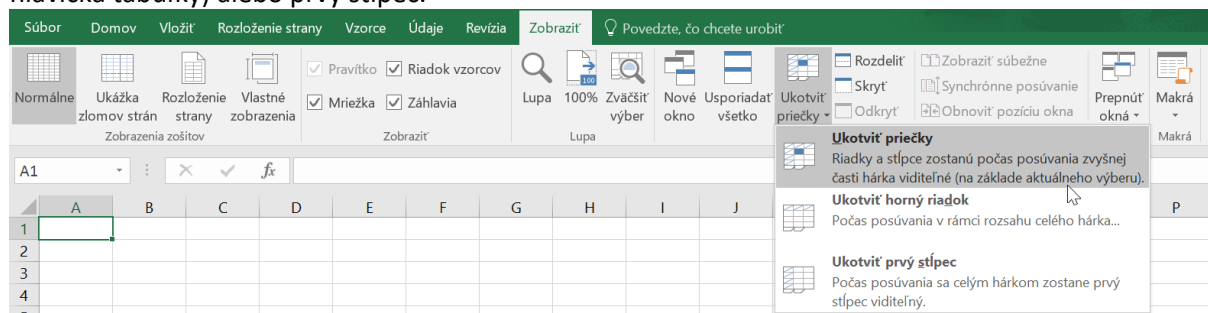 hlavička tabuľky) alebo prvý stĺpec.
Súbor Domov Vložiť Rozloženie strany Vzorce Údaje Revízia Zobraziť Povedzte, čo chcete urobiť
Normálne
Ukážka zlomov strán
Rozloženie strany
Vlastné zobrazenia
Zobrazenia zošitov
Pravítko Riadok vzorcov
Mriežka Záhlavia
Zobraziť
Lupa
100%
100
Zväčšiť výber
Lupa
Nové okno
Usporiadať všetko
Ukotviť priečky
Rozdeliť
Skryť
Odkryť
Zobraziť súbežne
Synchrónne posúvanie
Obnoviť pozíciu okna
Prepnúť okná
Makrá
Makrá
Ukotviť priečky
Riadky a stĺpce zostanú počas posúvania zvyšnej
časti hárka viditeľné (na základe aktuálneho výberu).
Ukotviť horný riadok
Počas posúvania v rámci rozsahu celého hárka...
Ukotviť prvý stĺpec
Počas posúvania sa celým hárkom zostane prvý
stĺpec viditeľný.
A1 fx
A B C D E F G H I J P
1
2
3
4